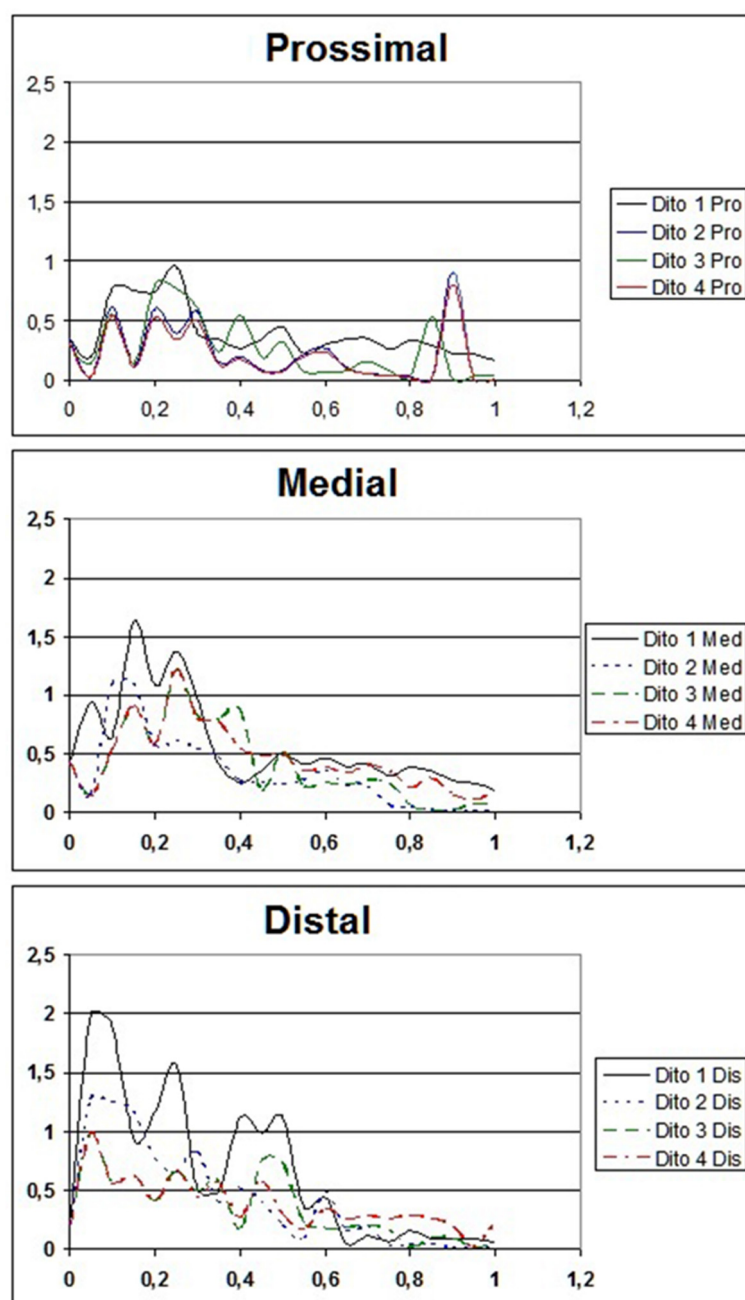 Prossimal
2,5
2
1,5
1
0,5
0
0 0,2 0,4 0,6 0,8 1 1,2
Dito 1 Pro
Dito 2 Pro
Dito 3 Pro
Dito 4 Pro
Medial
2,5
2
1,5
1
0,5
0
0 0,2 0,4 0,6 0,8 1 1,2
Dito 1 Med
Dito 2 Med
Dito 3 Med
Dito 4 Med
Distal
2,5
2
1,5
1
0,5
0
0 0,2 0,4 0,6 0,8 1 1,2
Dito 1 Dis
Dito 2 Dis
Dito 3 Dis
Dito 4 Dis